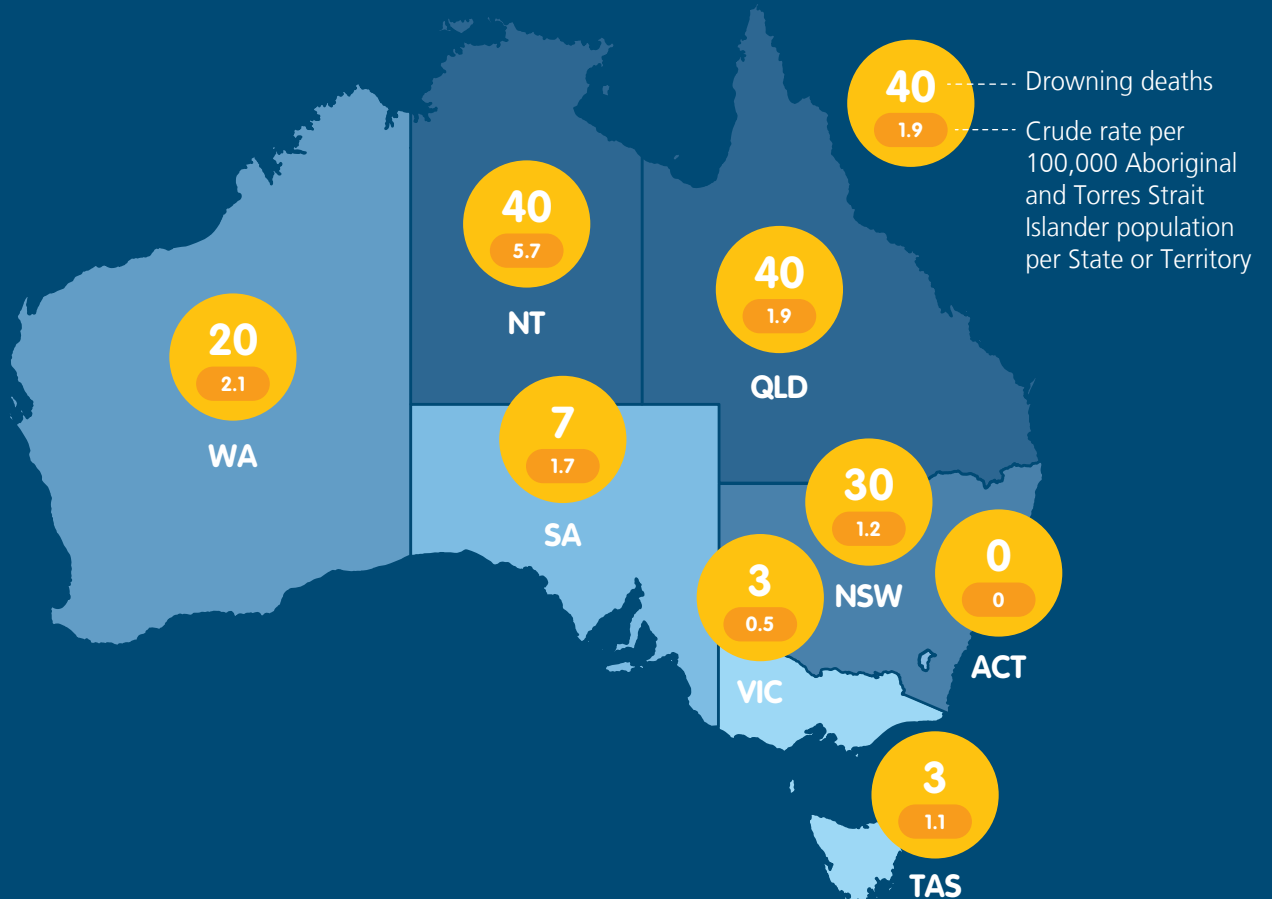 40
Drowning deaths
1.9
Crude rate per
100,000 Aboriginal
and Torres Strait
Islander population
per State or Territory
40
5.7
NT
40
1.9
QLD
20
2.1
WA
7
1.7
SA
30
1.2
NSW
0
0
ACT
3
0.5
VIC
3
1.1
TAS